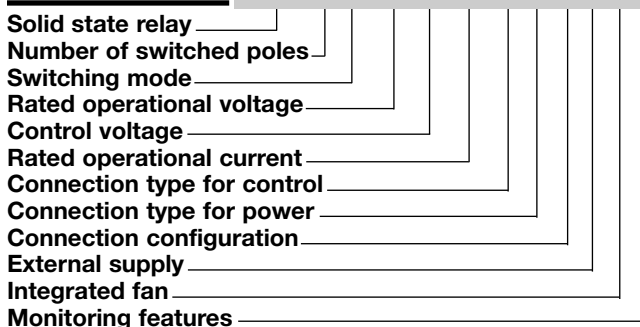 Solid state relay
Number of switched poles
Switching mode
Rated operational voltage
Control voltage
Rated operational current
Connection type for control
Connection type for power
Connection configuration
External supply
Integrated fan
Monitoring features